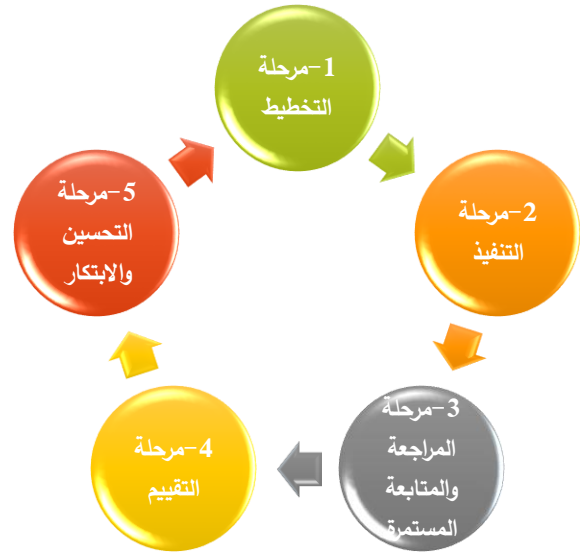 1-مرحلة
التخطيط
2-مرحلة
التنفيذ
3-مرحلة
المراجعة
والمتابعة
المستمرة
4-مرحلة
التقييم
5-مرحلة
التحسين
والابتكار